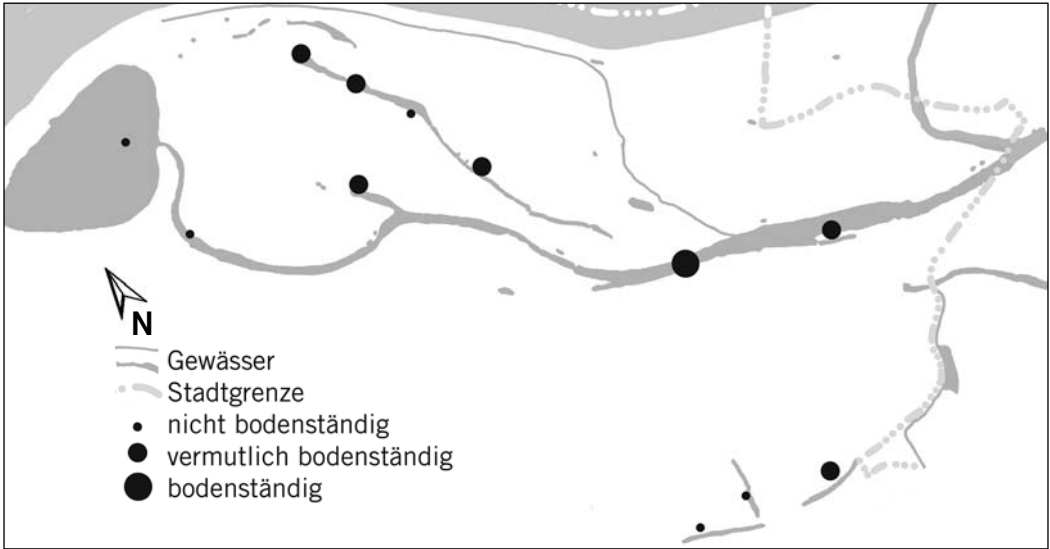 N
Gewässer
Stadtgrenze
nicht bodenständig
vermutlich bodenständig
bodenständig